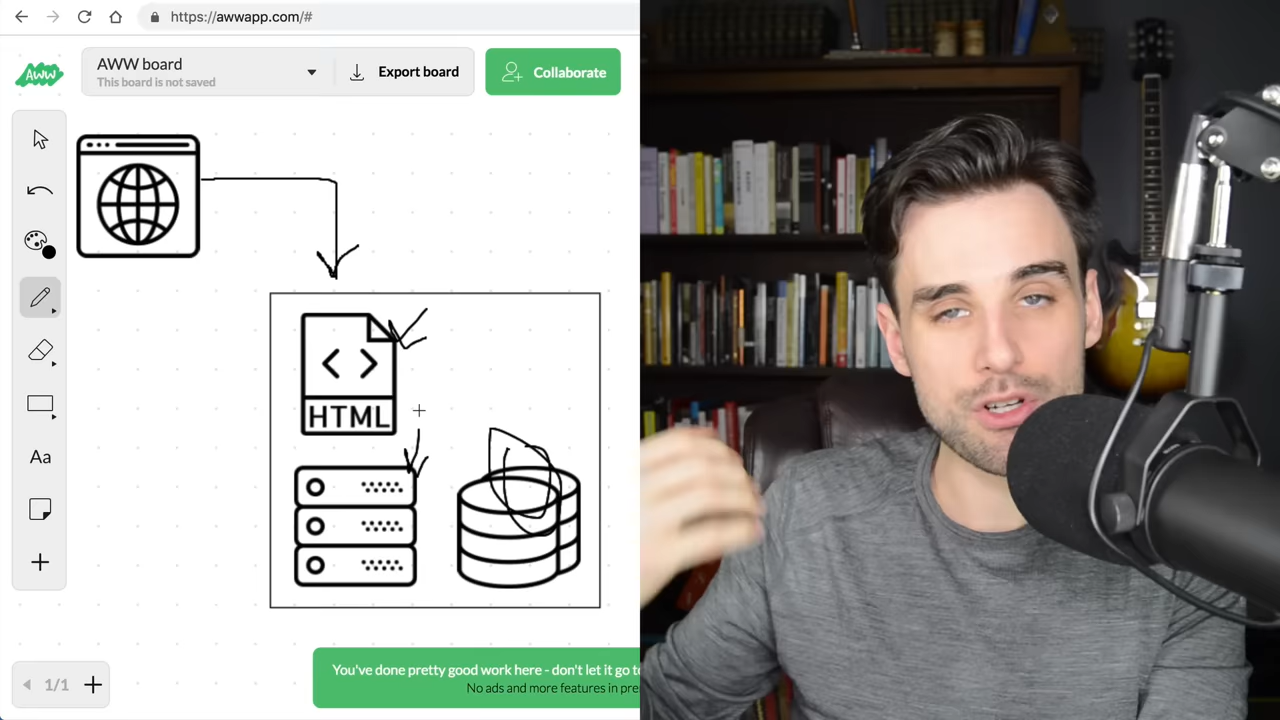 https://awwapp.com/#
AWW
AWW board
This board is not saved
Export board
Collaborate
HTML
Aa
1/1
You've done pretty good work here - don't let it go to
No ads and more features in pre